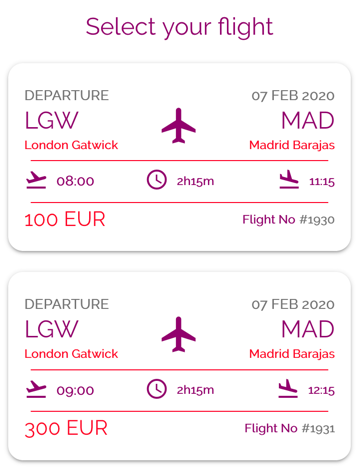 Select your flight
DEPARTURE 07 FEB 2020
LGW MAD
London Gatwick Madrid Barajas
08:00 2h15m 11:15
100 EUR Flight No #1930
DEPARTURE 07 FEB 2020
LGW MAD
London Gatwick Madrid Barajas
09:00 2h15m 12:15
300 EUR Flight No #1931